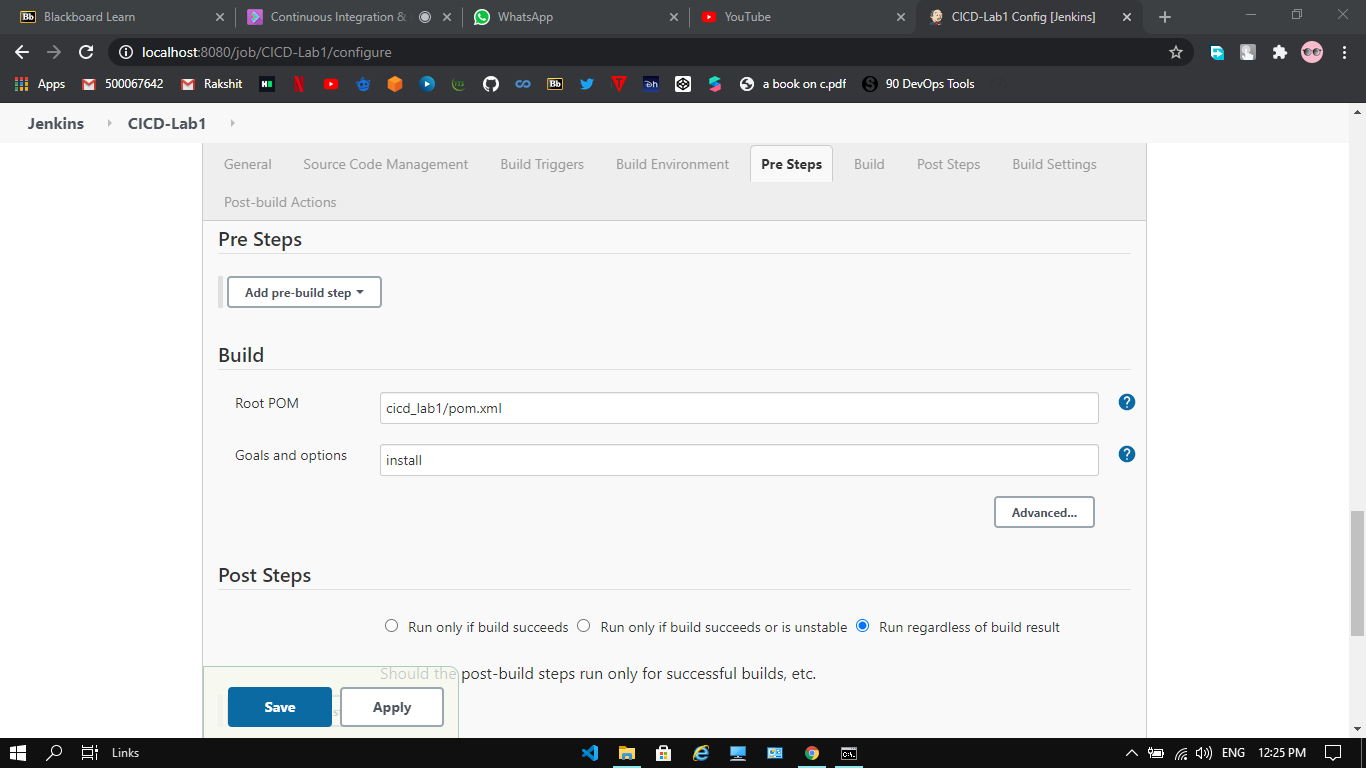 Blackboard Learn
Continuous Integration &
WhatsApp
YouTube
CICD-Lab1 Config [Jenkins]
localhost:8080/job/CICD-Lab1/configure
Apps 500067642 Rakshit a book on c.pdf 90 DevOps Tools
Jenkins CICD-Lab1
General Source Code Management Build Triggers Build Environment Pre Steps Build Post Steps Build Settings
Post-build Actions
Pre Steps
Add pre-build step
Build
Root POM cicd_lab1/pom.xml
Goals and options install
Advanced...
Post Steps
Run only if build succeeds Run only if build succeeds or is unstable Run regardless of build result
Should the post-build steps run only for successful builds, etc.
Save Apply
Links ENG 12:25 PM